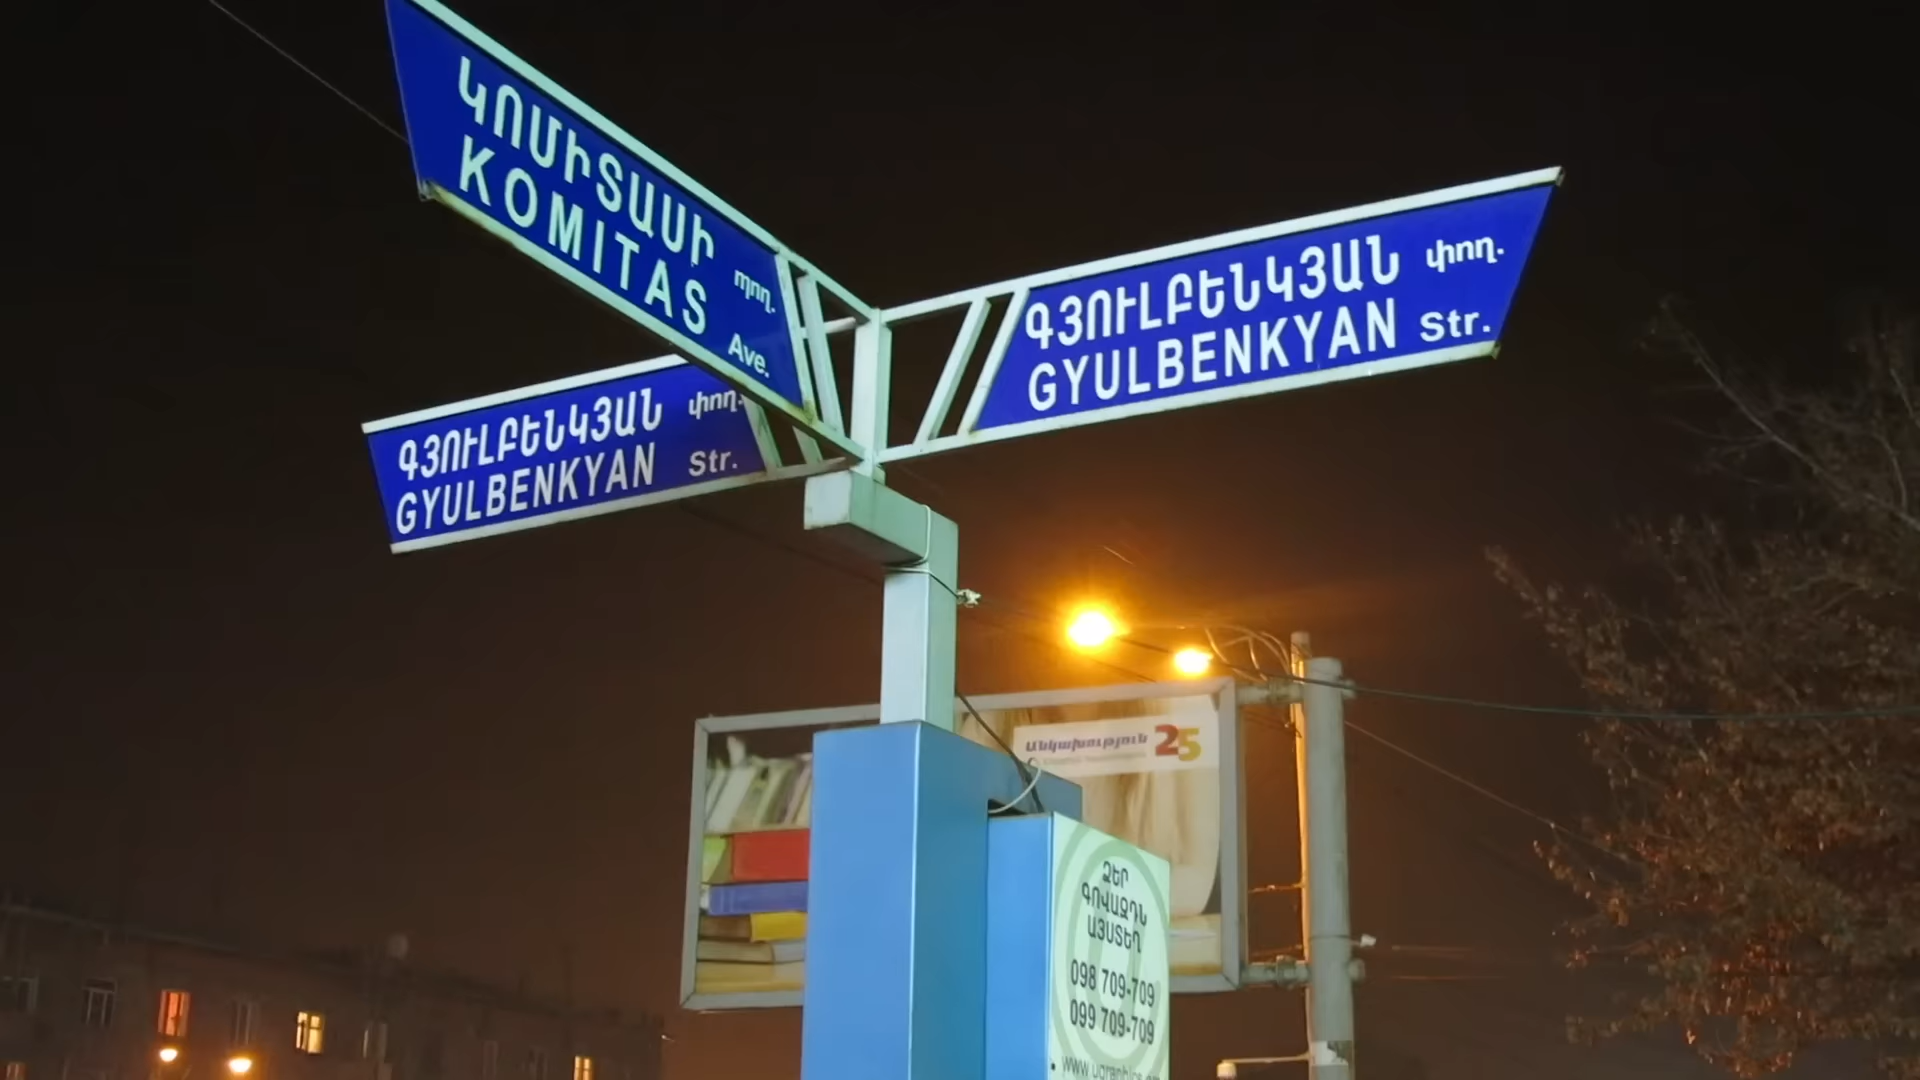 ԿՈՄԻՏԱՍԻ պող.
KOMITAS Ave.
ԳՅՈՒԼԲԵՆԿՅԱՆ փող.
GYULBENKYAN Str.
ԳՅՈՒԼԲԵՆԿՅԱՆ փող.
GYULBENKYAN Str.
Անկախություն 25
ՁԵՐ
ԳՈՎԱԶԴՆ
ԱՅՍՏԵՂ
098 709-709
099 709-709